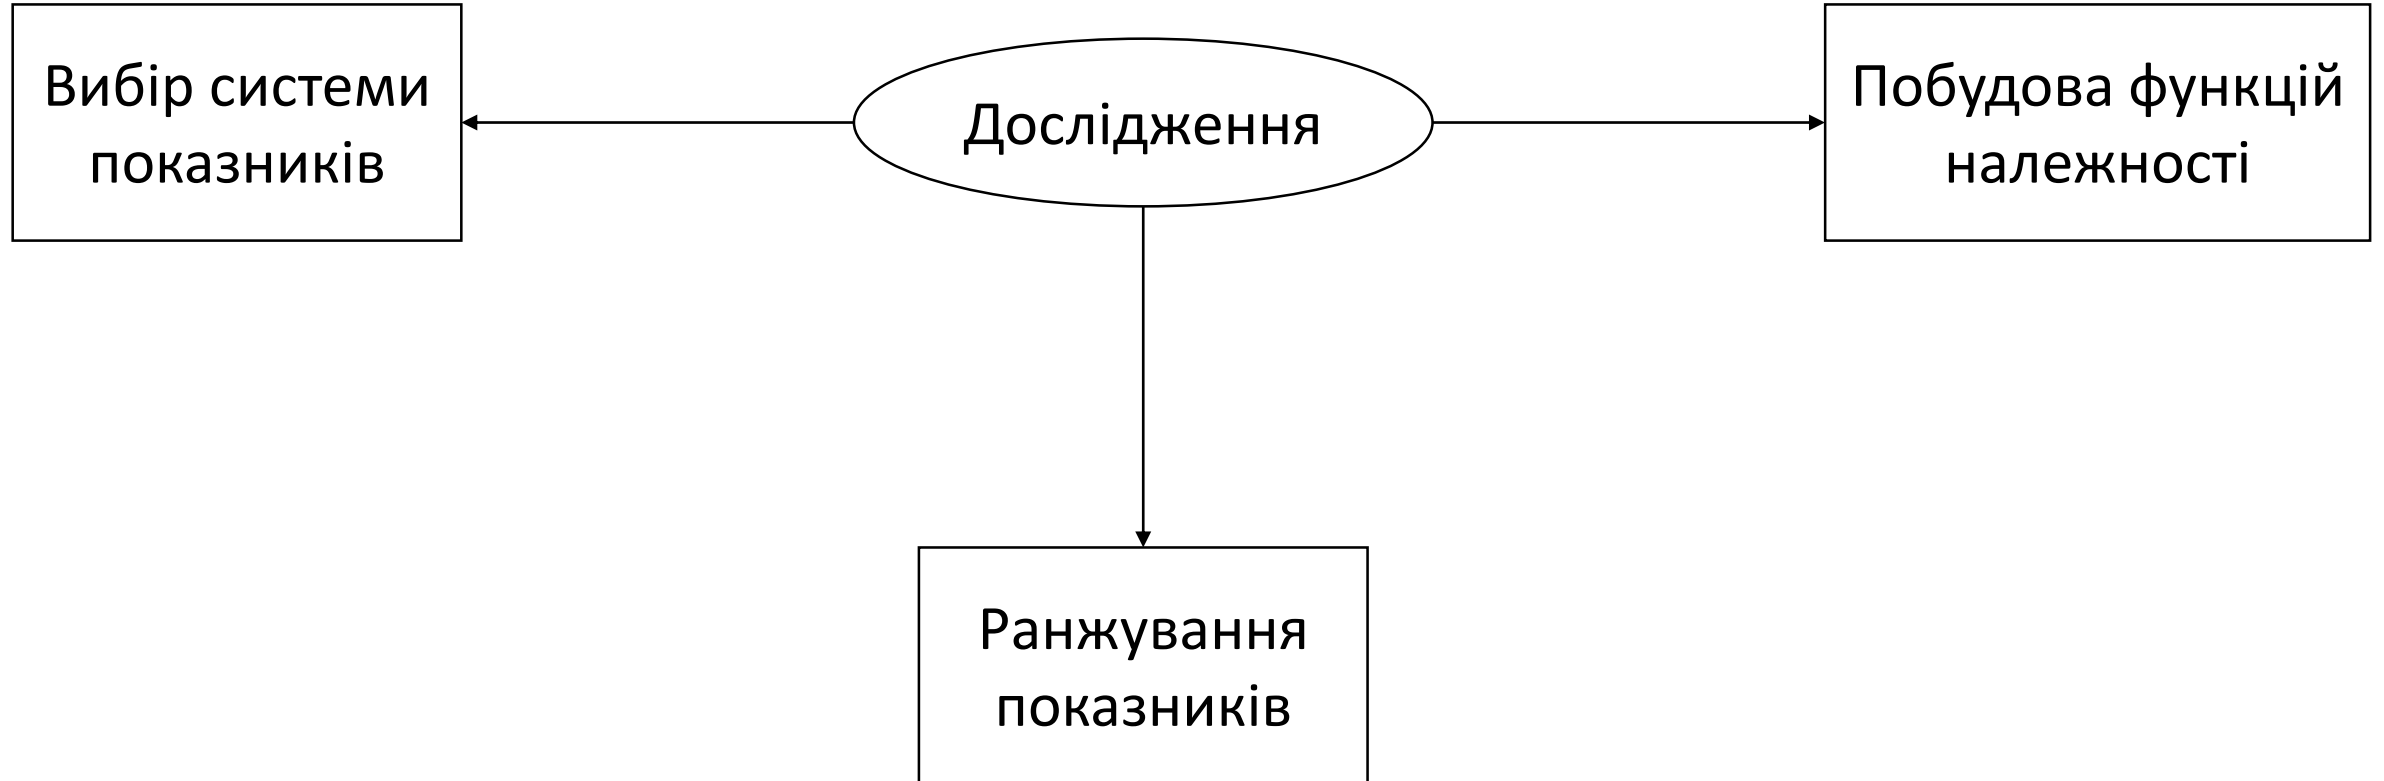 Вибір системи
показників
Дослідження
Побудова функцій
належності
Ранжування
показників